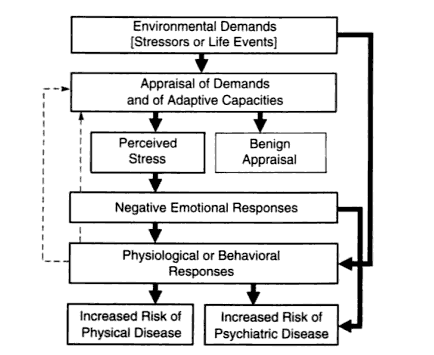 Environmental Demands
[Stressors or Life Events]
Appraisal of Demands
and of Adaptive Capacities
Perceived
Stress
Benign
Appraisal
Negative Emotional Responses
Physiological or Behavioral
Responses
Increased Risk of
Physical Disease
Increased Risk of
Psychiatric Disease